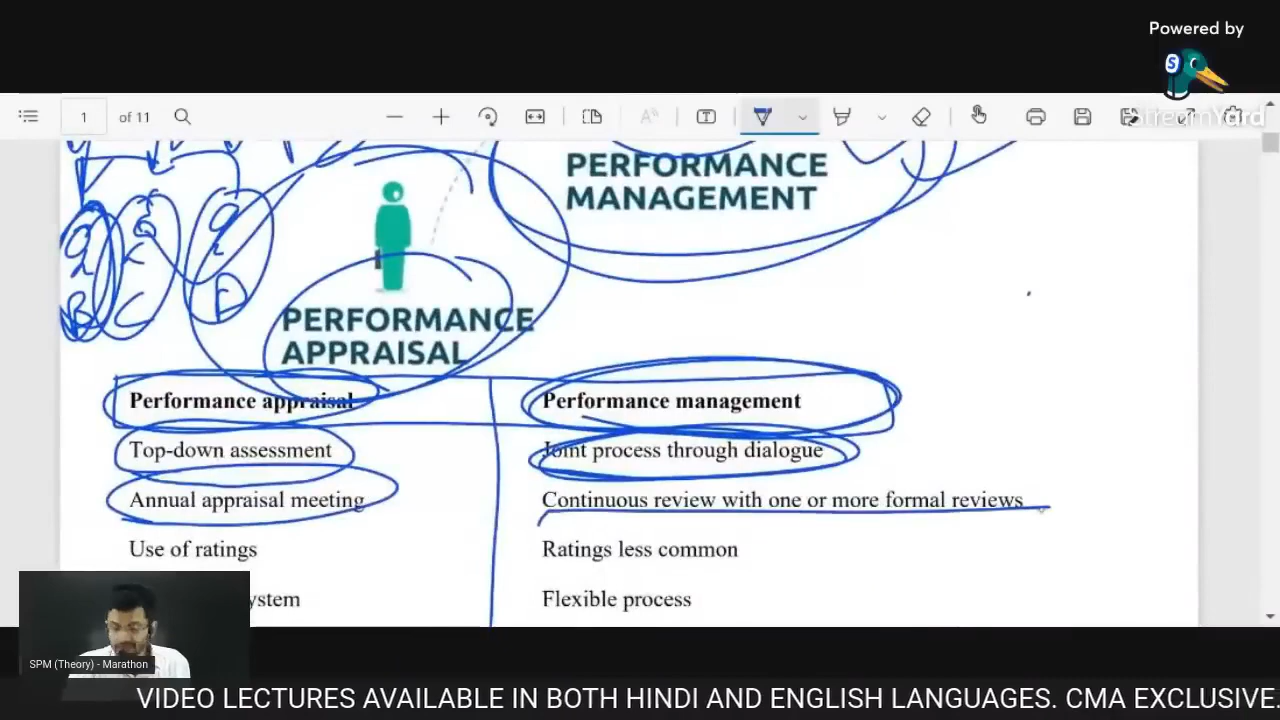 Powered by
StreamYard
1 of 11
PERFORMANCE
MANAGEMENT
PERFORMANCE
APPRAISAL
Performance appraisal Performance management
Top-down assessment Joint process through dialogue
Annual appraisal meeting Continuous review with one or more formal reviews
Use of ratings Ratings less common
ystem Flexible process
SPM (Theory) - Marathon
VIDEO LECTURES AVAILABLE IN BOTH HINDI AND ENGLISH LANGUAGES. CMA EXCLUSIVE.